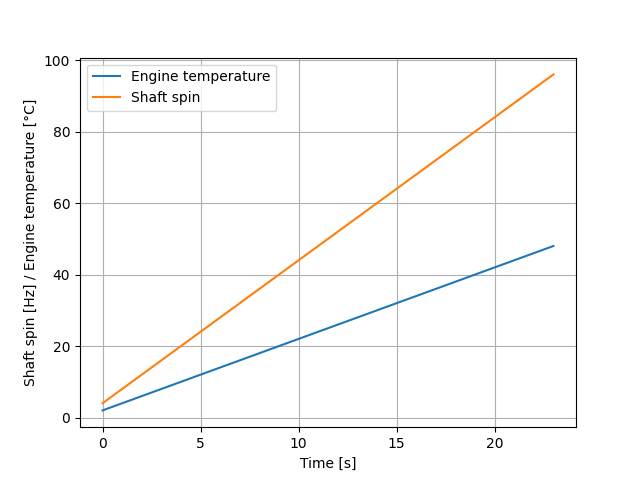 100
80
60
40
20
0
Shaft spin [Hz] / Engine temperature [°C]
Engine temperature
Shaft spin
0 5 10 15 20
Time [s]